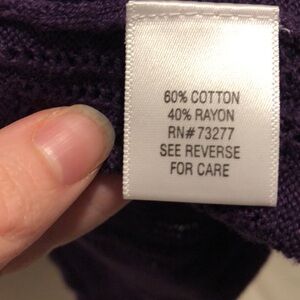 60% COTTON
40% RAYON
RN# 73277
SEE REVERSE
FOR CARE